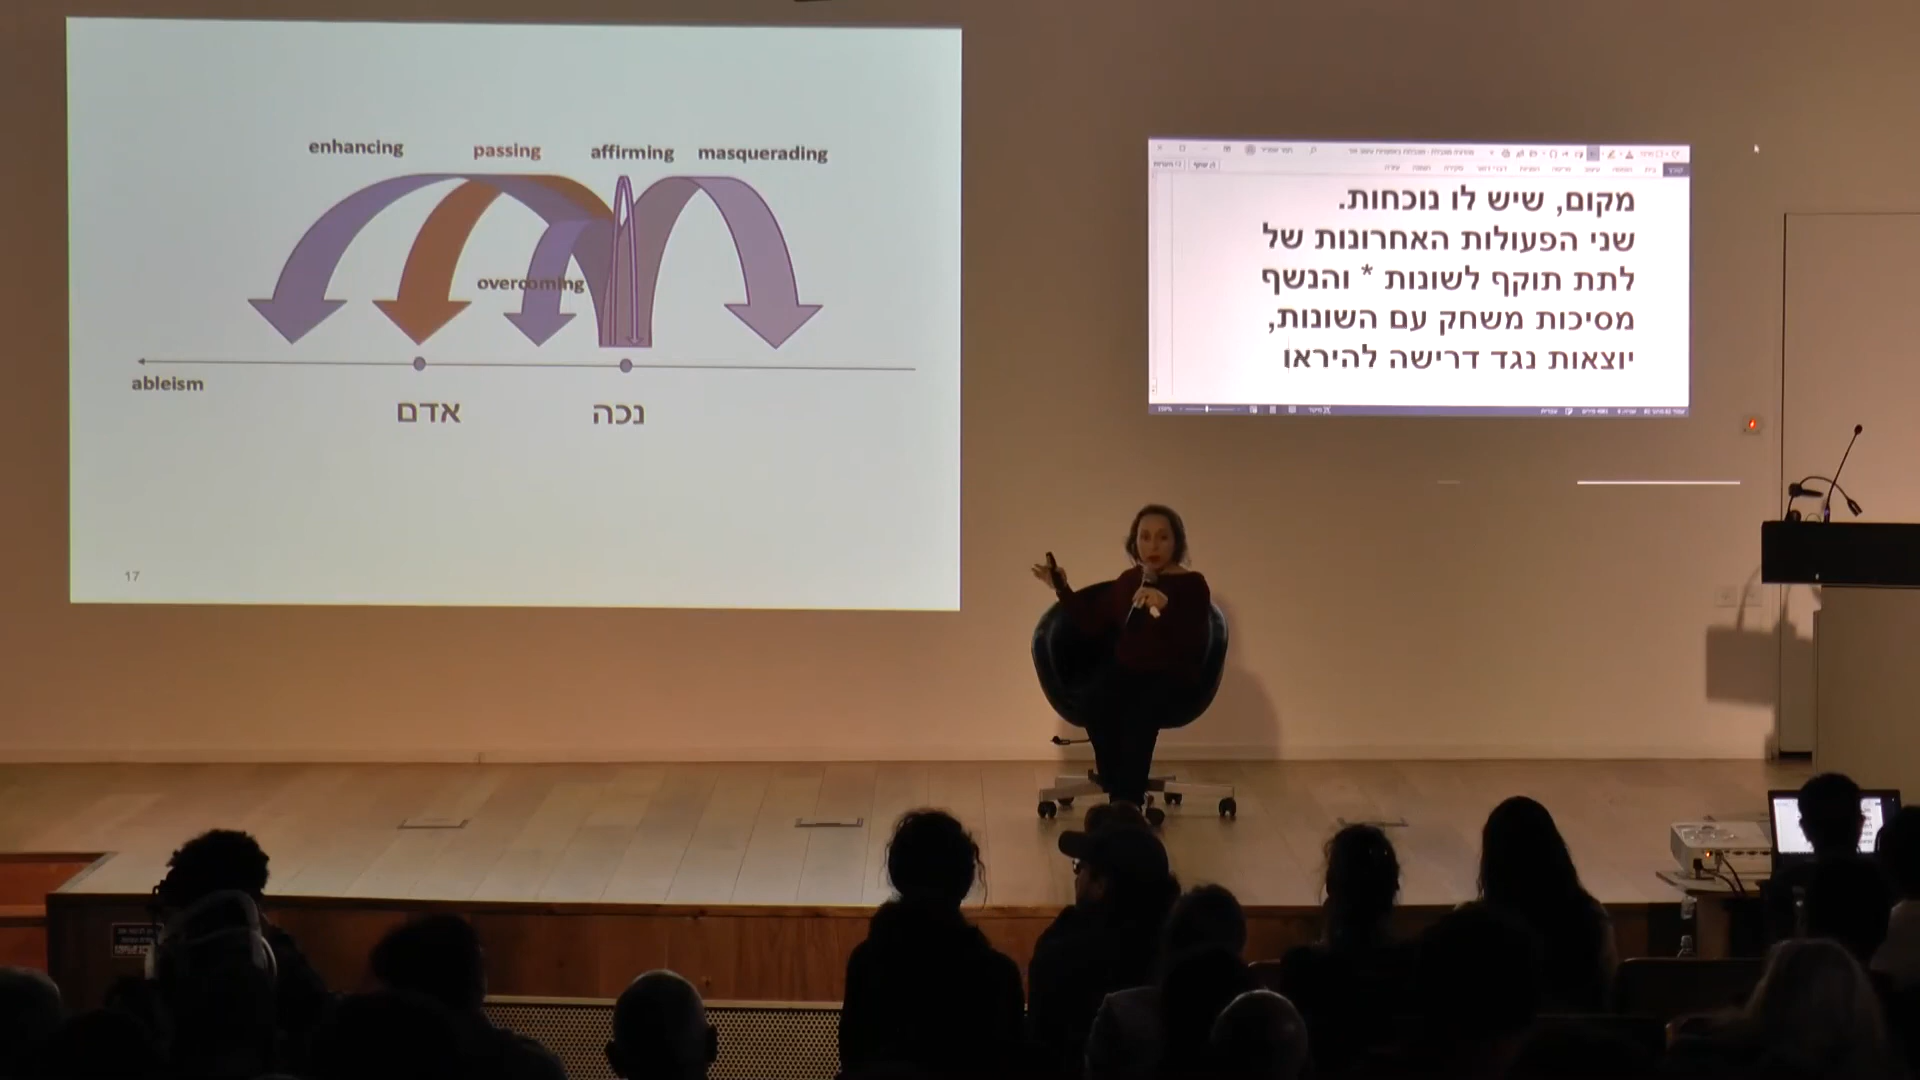 enhancing passing affirming masquerading
overcoming
ableism
אדם נכה
17
מקום, שיש לו נוכחות.
שני הפעולות האחרונות של
לתת תוקף לשונות * והנשף
מסיכות משחק עם השונות,
יוצאות נגד דרישה להיראו